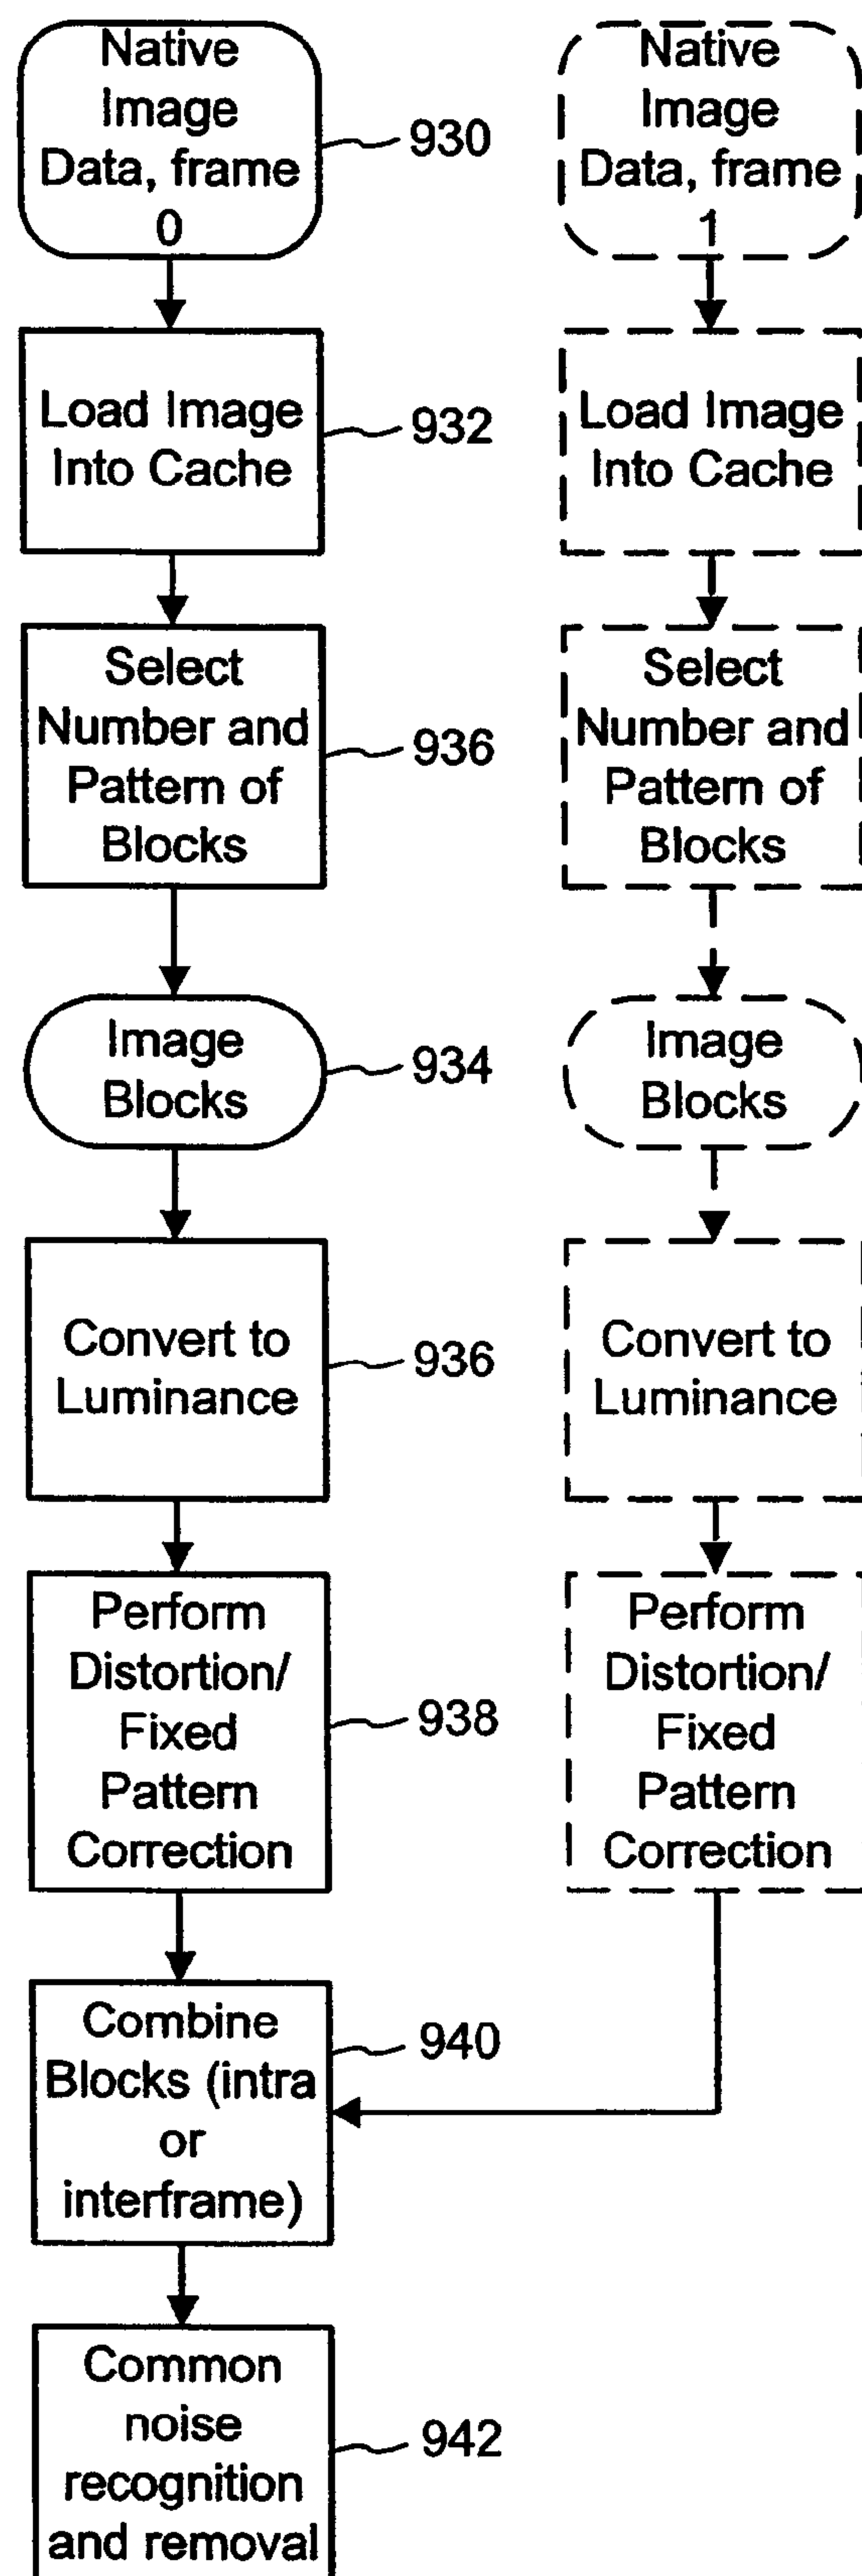 Native
Image
Data, frame
0
930
Load Image
Into Cache
932
Select
Number and
Pattern of
Blocks
936
Image
Blocks
934
Convert to
Luminance
936
Perform
Distortion/
Fixed
Pattern
Correction
938
Combine
Blocks (intra
or
interframe)
940
Common
noise
recognition
and removal
942
Native
Image
Data, frame
1
Load Image
Into Cache
Select
Number and
Pattern of
Blocks
Image
Blocks
Convert to
Luminance
Perform
Distortion/
Fixed
Pattern
Correction